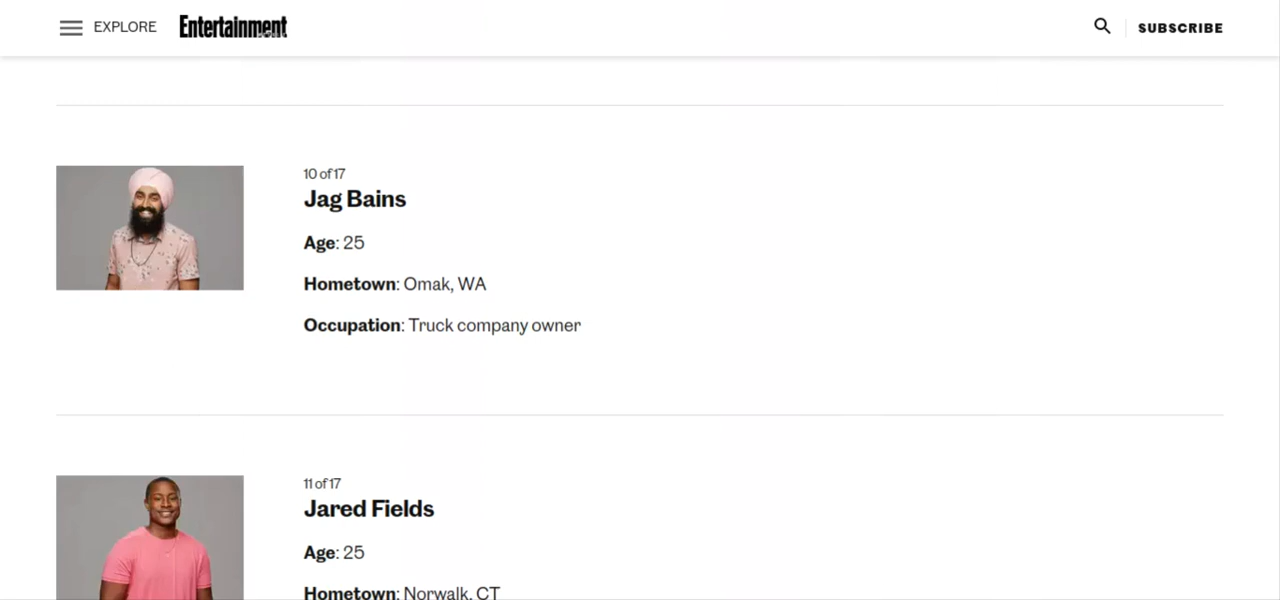 EXPLORE
Entertainment
SUBSCRIBE
10 of 17
Jag Bains
Age: 25
Hometown: Omak, WA
Occupation: Truck company owner
11 of 17
Jared Fields
Age: 25
Hometown: Norwalk, CT